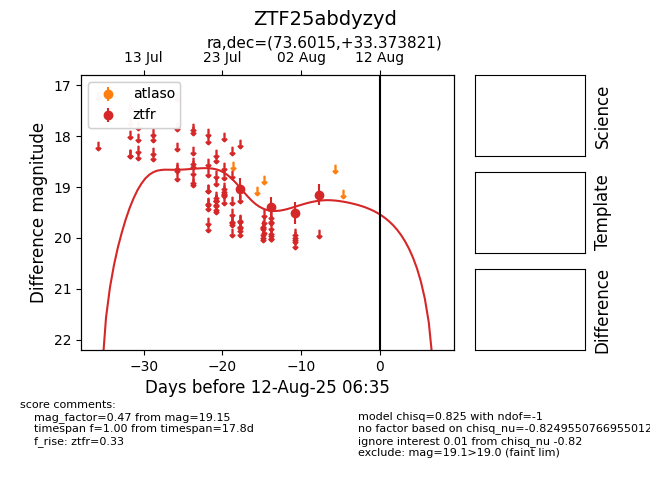 ZTF25abdyzyd
ra,dec=(73.6015,+33.373821)
13 Jul 23 Jul 02 Aug 12 Aug
17
18
19
20
21
22
Difference magnitude
atlaso
ztfr
−30 −20 −10 0
Days before 12-Aug-25 06:35
Science
Template
Difference
score comments:
mag_factor=0.47 from mag=19.15
timespan f=1.00 from timespan=17.8d
f_rise: ztfr=0.33
model chisq=0.825 with ndof=-1
no factor based on chisq_nu=-0.8249550766955012
ignore interest 0.01 from chisq_nu -0.82
exclude: mag=19.1>19.0 (faint lim)